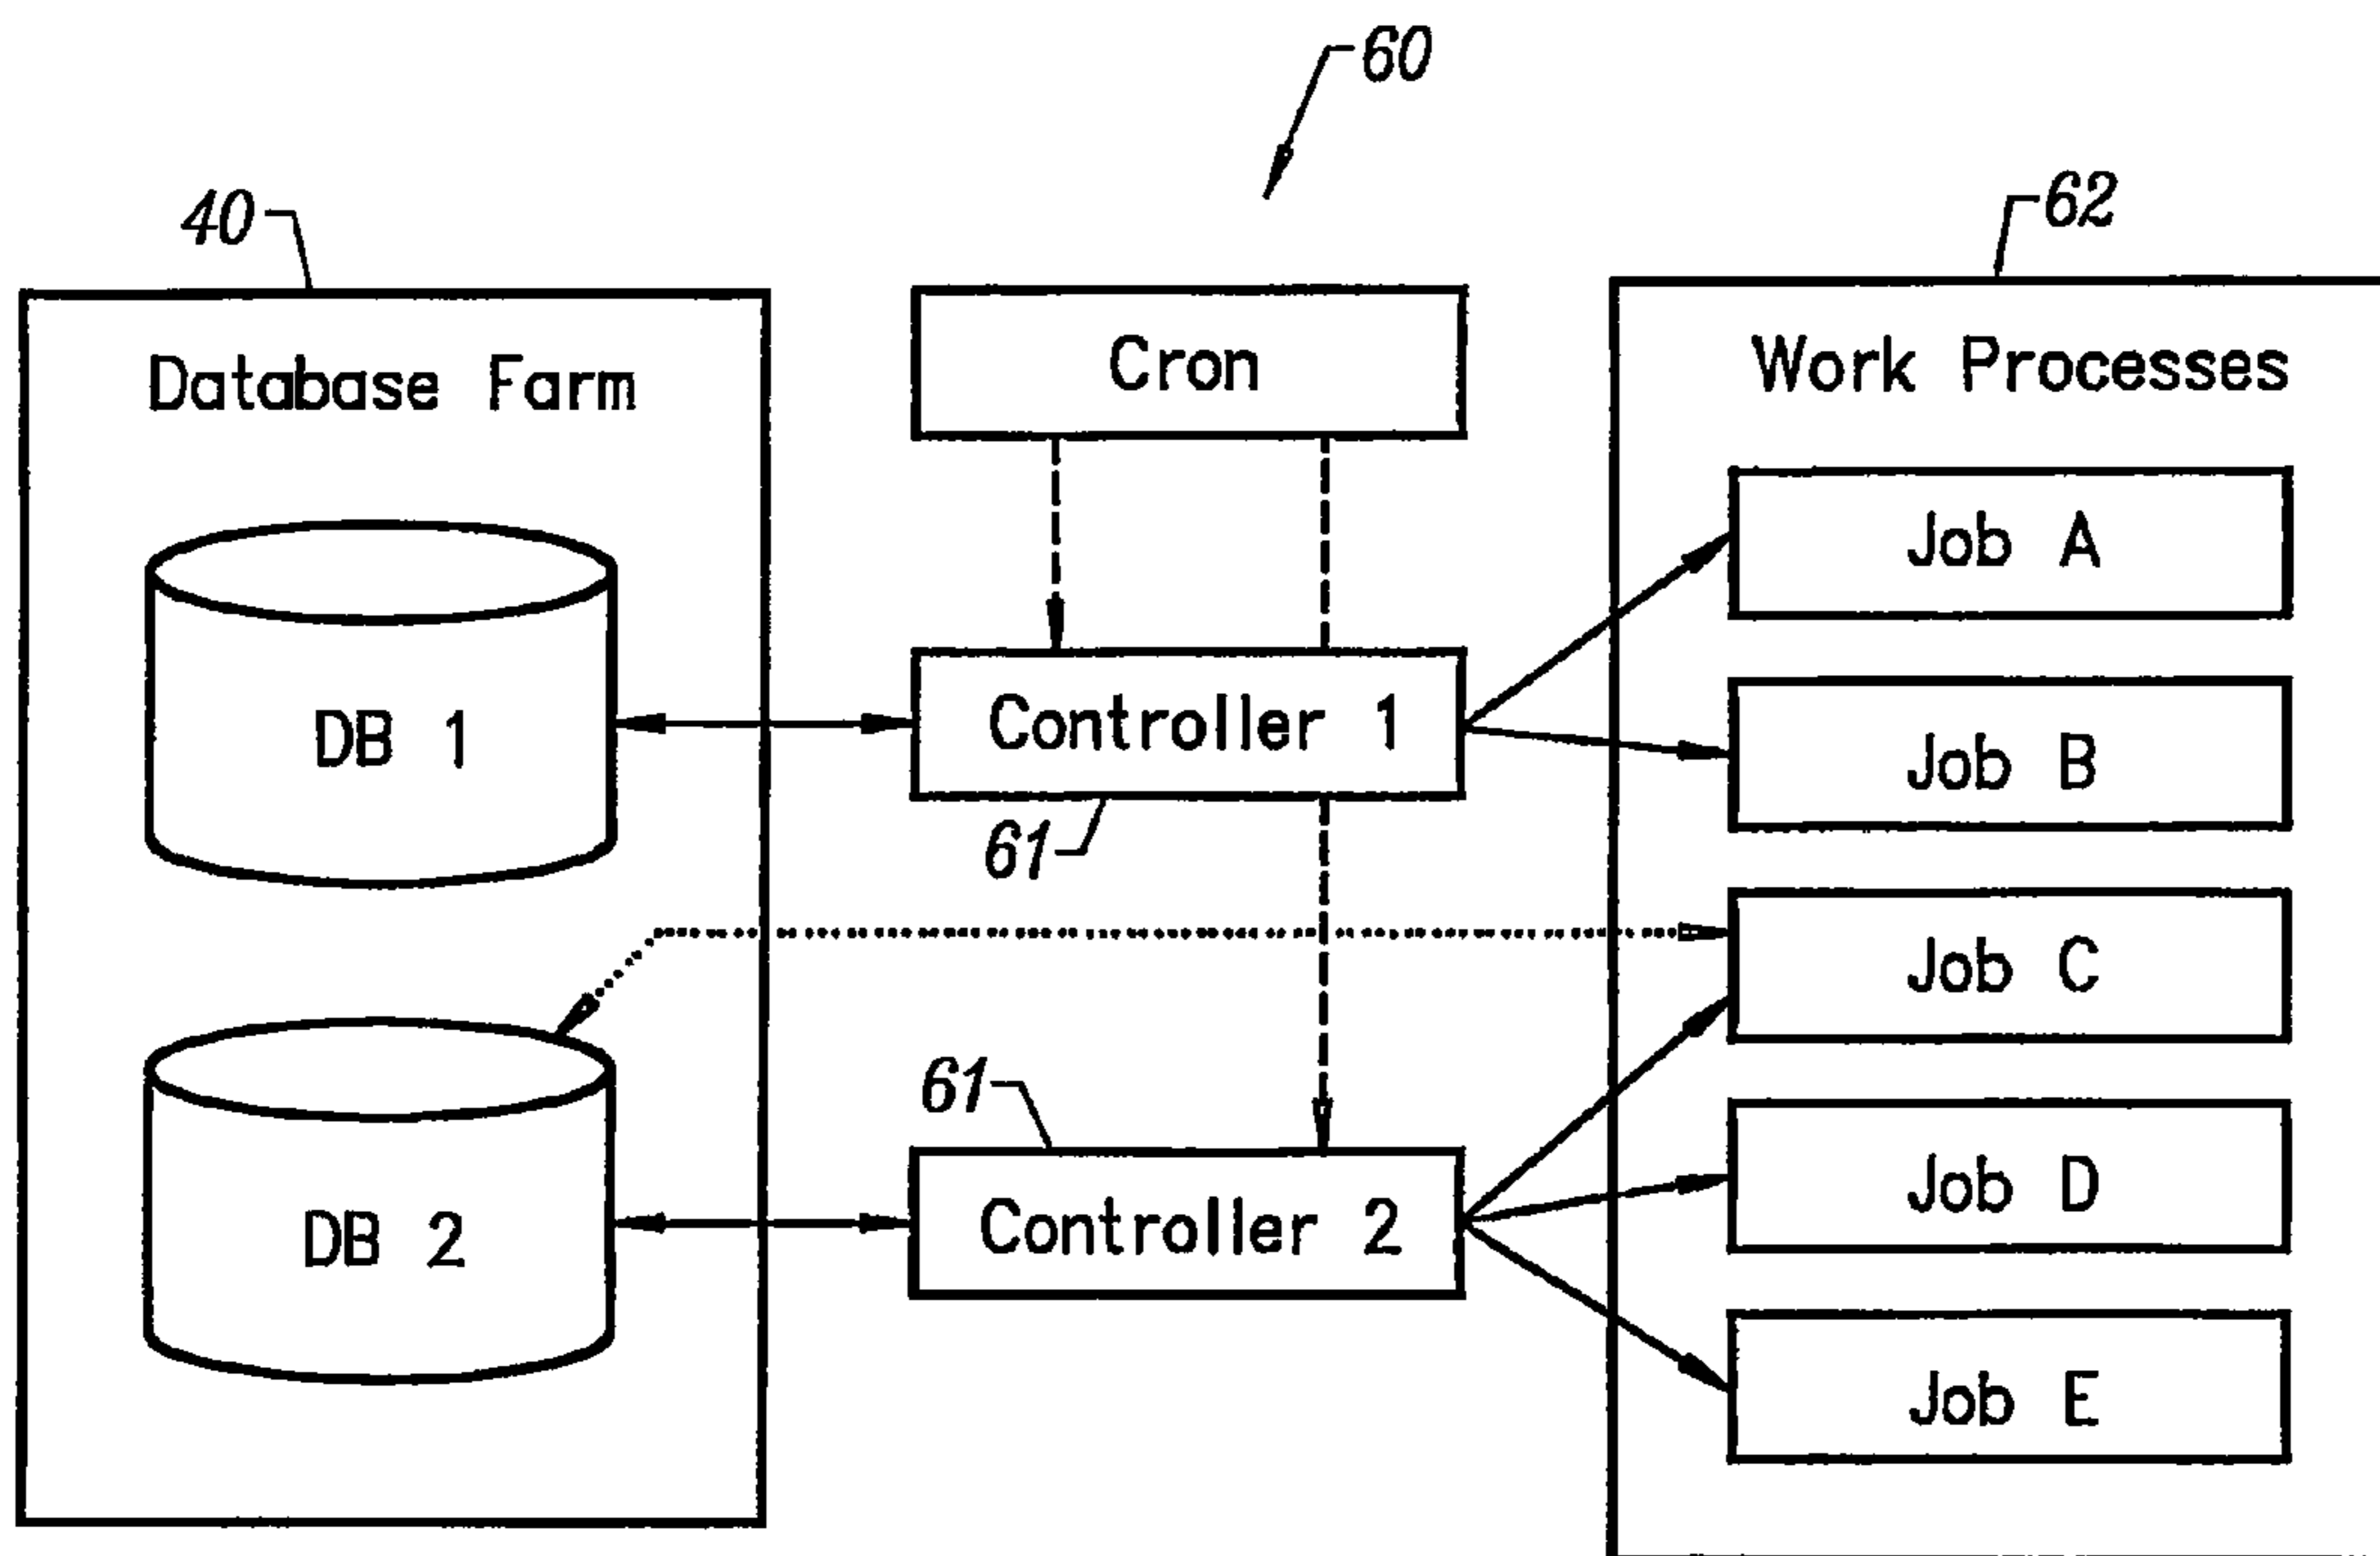 60
40
62
Database Farm
Cron
Work Processes
Job A
DB 1
Controller 1
Job B
61
Job C
61
DB 2
Controller 2
Job D
Job E